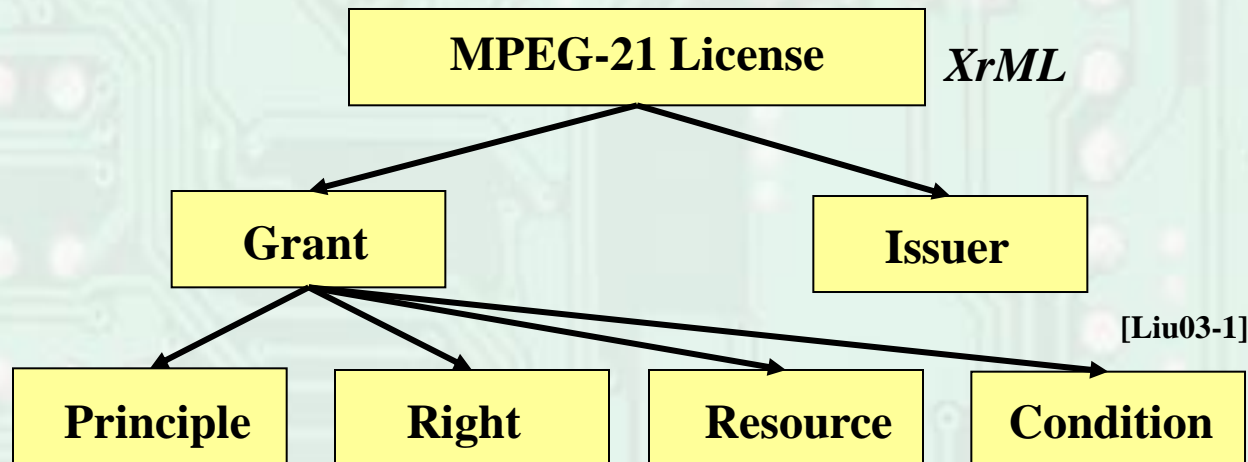 MPEG-21 License
XrML
Grant
Issuer
[Liu03-1]
Principle
Right
Resource
Condition